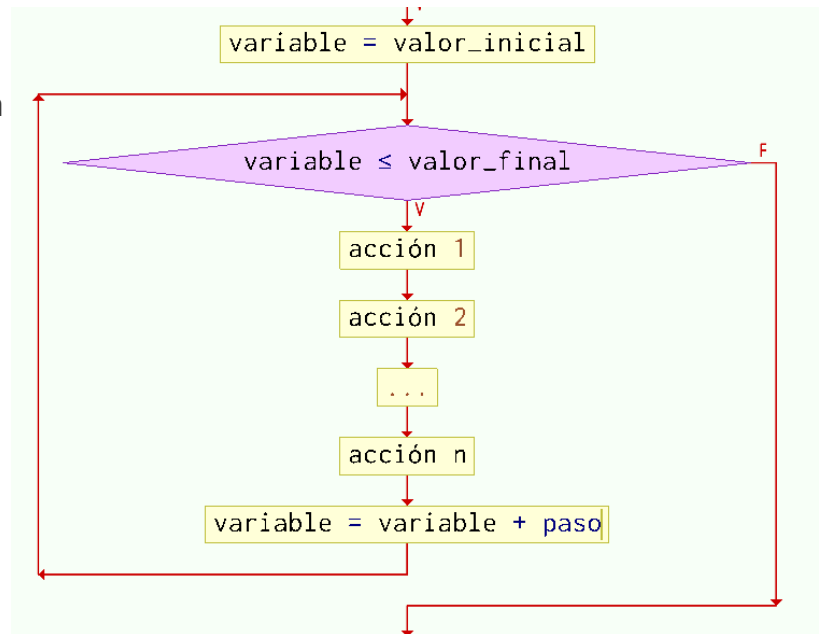 variable = valor_inicial
variable ≤ valor_final
F
V
acción 1
acción 2
...
acción n
variable = variable + paso